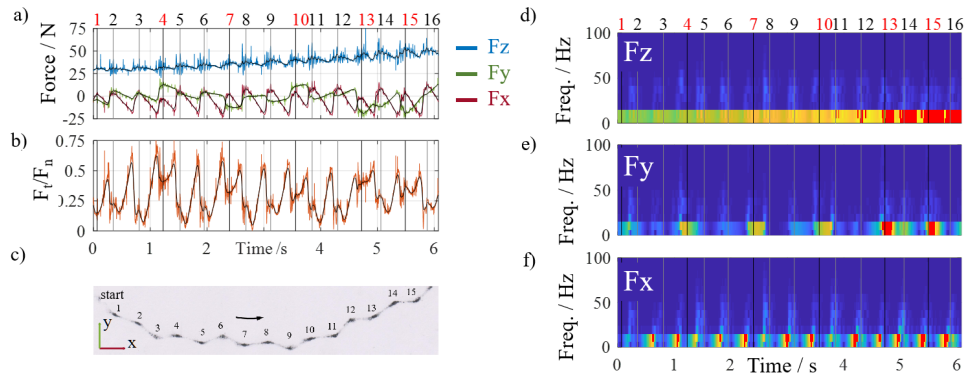 a)
1 2 3 4 5 6 7 8 9 10 11 12 13 15 16
Force / N
75
50
25
0
-25
Fz
Fy
Fx
b)
Ft/Fn
0.75
0.5
0.25
0
0 1 2 Time /s 4 5 6
c)
start
1 2 3 4 5 6 7 8 9 10 11 12 13 14 15
y
x
d)
1 2 3 4 5 6 7 8 9 10 11 12 13 14 15 16
Freq. / Hz
100
50
0
Fz
e)
Freq. / Hz
100
50
0
Fy
f)
Freq. / Hz
100
50
0
Fx
0 1 2 Time / s 4 5 6